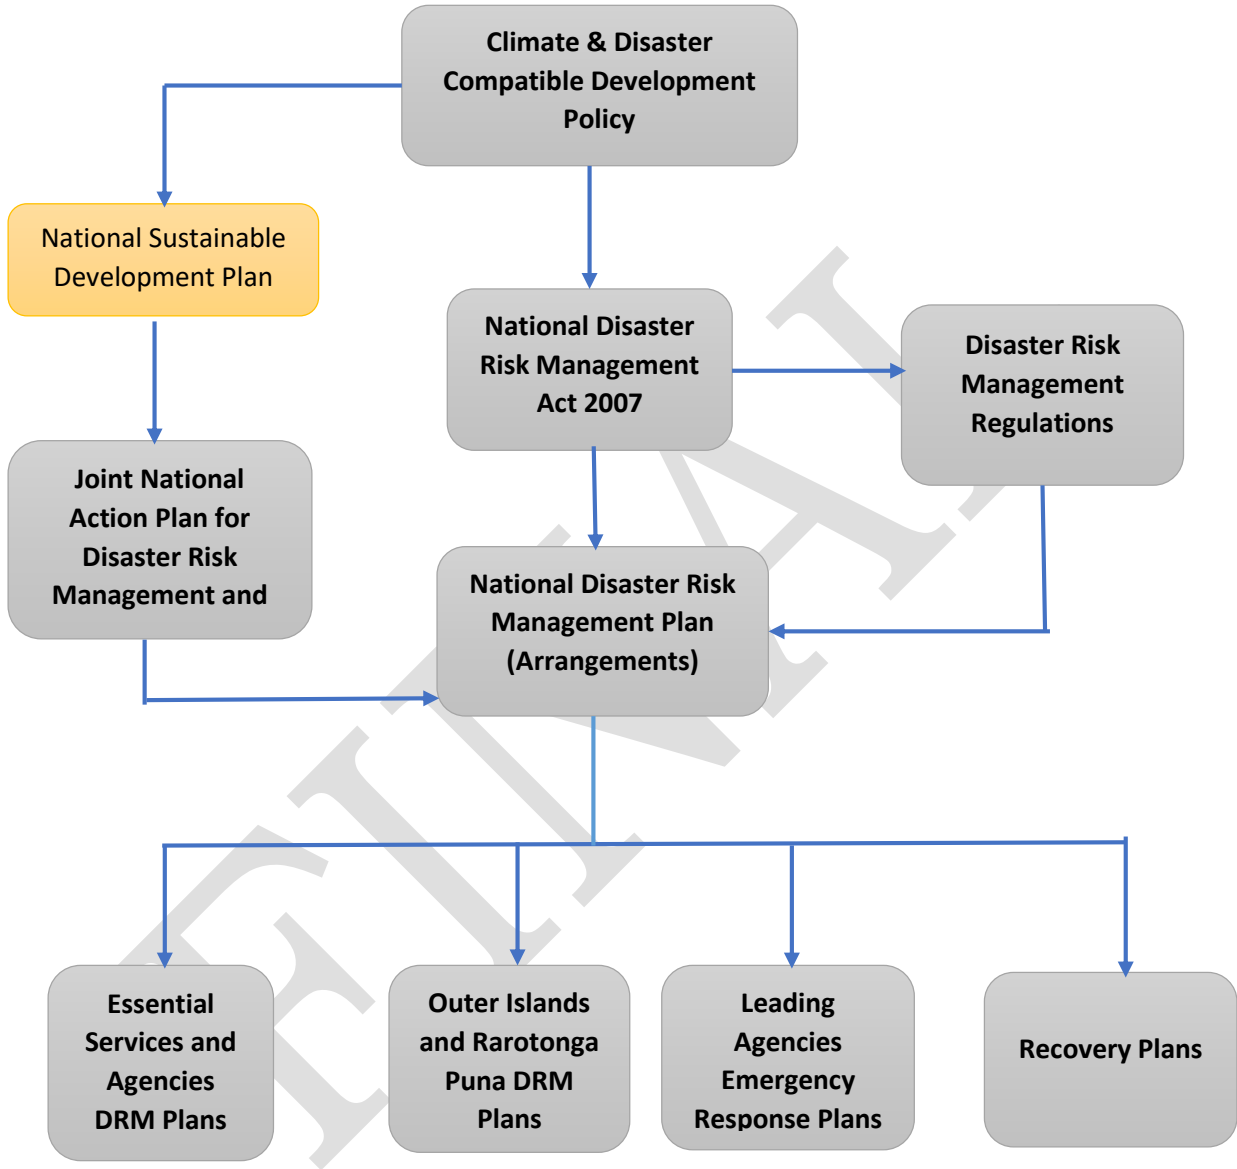 Climate & Disaster
Compatible Development
Policy
National Sustainable
Development Plan
National Disaster
Risk Management
Act 2007
Disaster Risk
Management
Regulations
Joint National
Action Plan for
Disaster Risk
Management and
National Disaster Risk
Management Plan
(Arrangements)
Essential
Services and
Agencies
DRM Plans
Outer Islands
and Rarotonga
Puna DRM
Plans
Leading
Agencies
Emergency
Response Plans
Recovery Plans
FINAL